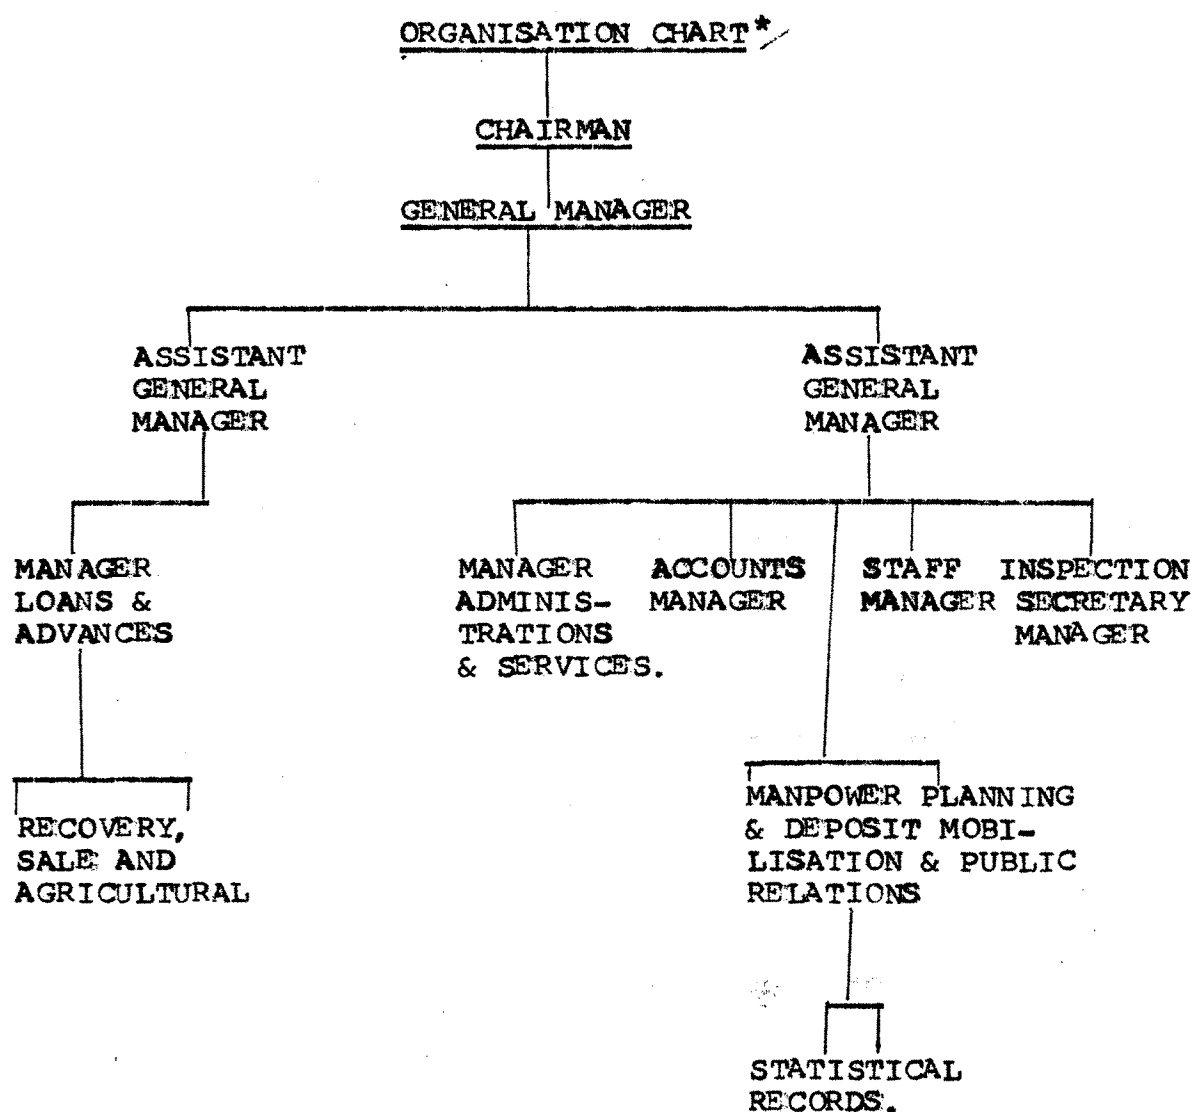 ORGANISATION CHART*
CHAIRMAN
GENERAL MANAGER
ASSISTANT
GENERAL
MANAGER
ASSISTANT
GENERAL
MANAGER
MANAGER
LOANS &
ADVANCES
MANAGER
ADMINIS-
TRATIONS
& SERVICES.
ACCOUNTS
MANAGER
STAFF
MANAGER
INSPECTION
SECRETARY
MANAGER
RECOVERY,
SALE AND
AGRICULTURAL
MANPOWER PLANNING
& DEPOSIT MOBI-
LISATION & PUBLIC
RELATIONS
STATISTICAL
RECORDS.